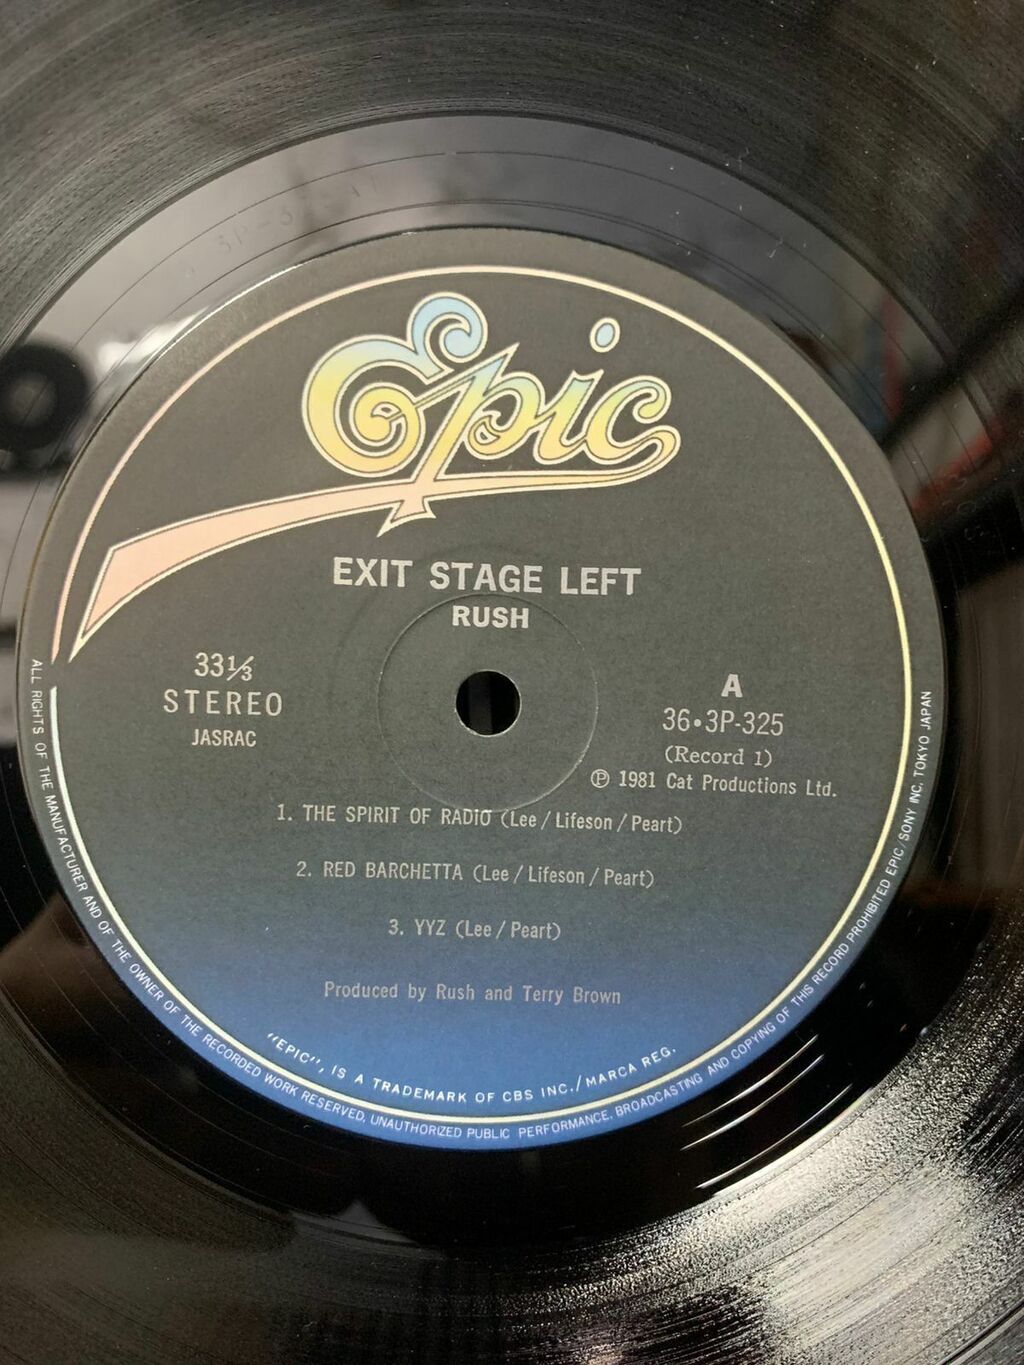 Epic
EXIT STAGE LEFT
RUSH
33⅓
STEREO
JASRAC
A
36•3P-325
(Record 1)
Ⓟ 1981 Cat Productions Ltd.
1. THE SPIRIT OF RADIO (Lee / Lifeson / Peart)
2. RED BARCHETTA (Lee / Lifeson / Peart)
3. YYZ (Lee / Peart)
Produced by Rush and Terry Brown
"EPIC", IS A TRADEMARK OF CBS INC./MARCA REG.
ALL RIGHTS OF THE MANUFACTURER AND OF THE OWNER OF THE RECORDED WORK RESERVED. UNAUTHORIZED PUBLIC PERFORMANCE, BROADCASTING AND COPYING OF THIS RECORD PROHIBITED EPIC/SONY INC. TOKYO JAPAN